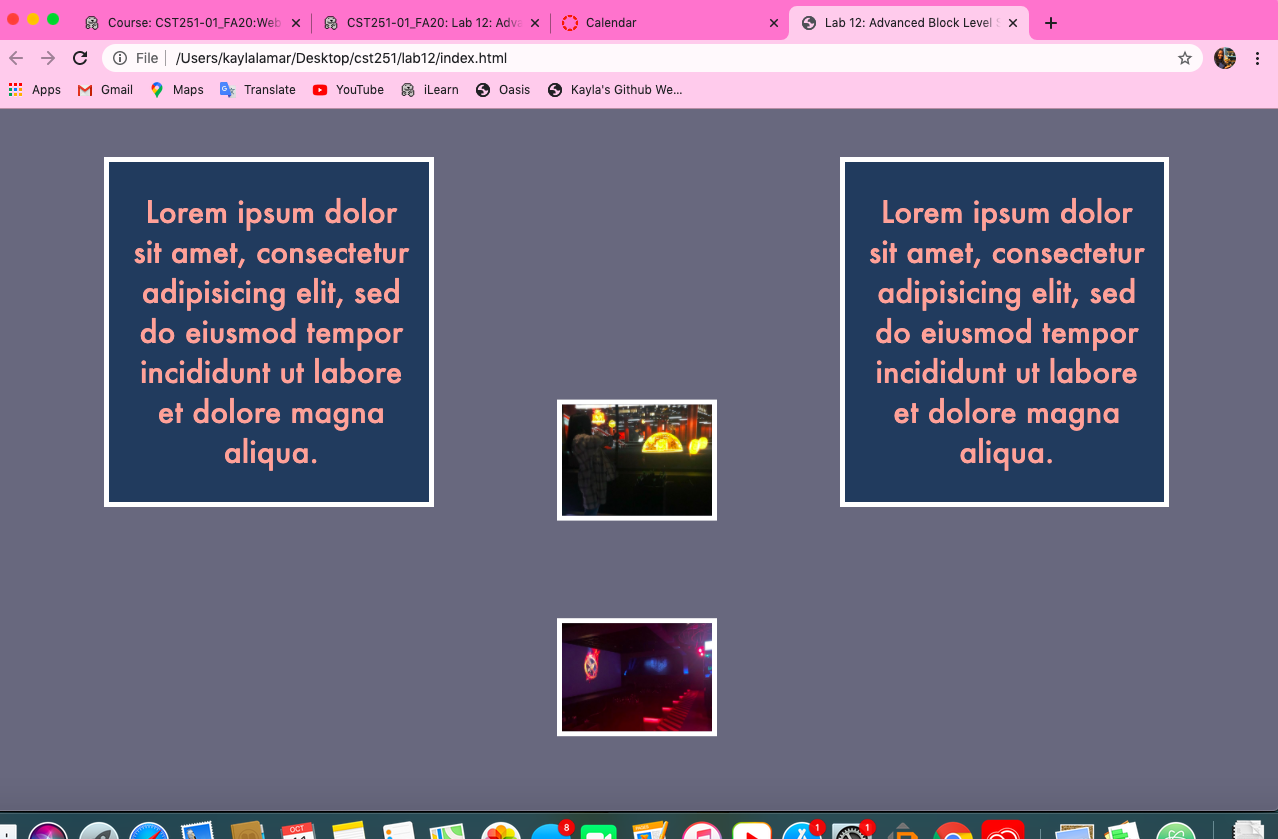 Course: CST251-01_FA20:Web
CST251-01_FA20: Lab 12: Adva
Calendar
Lab 12: Advanced Block Level S
File
/Users/kaylalamar/Desktop/cst251/lab12/index.html
Apps
Gmail
Maps
Translate
YouTube
iLearn
Oasis
Kayla's Github We...
Lorem ipsum dolor
sit amet, consectetur
adipisicing elit, sed
do eiusmod tempor
incididunt ut labore
et dolore magna
aliqua.
Lorem ipsum dolor
sit amet, consectetur
adipisicing elit, sed
do eiusmod tempor
incididunt ut labore
et dolore magna
aliqua.
OCT
8
1
1